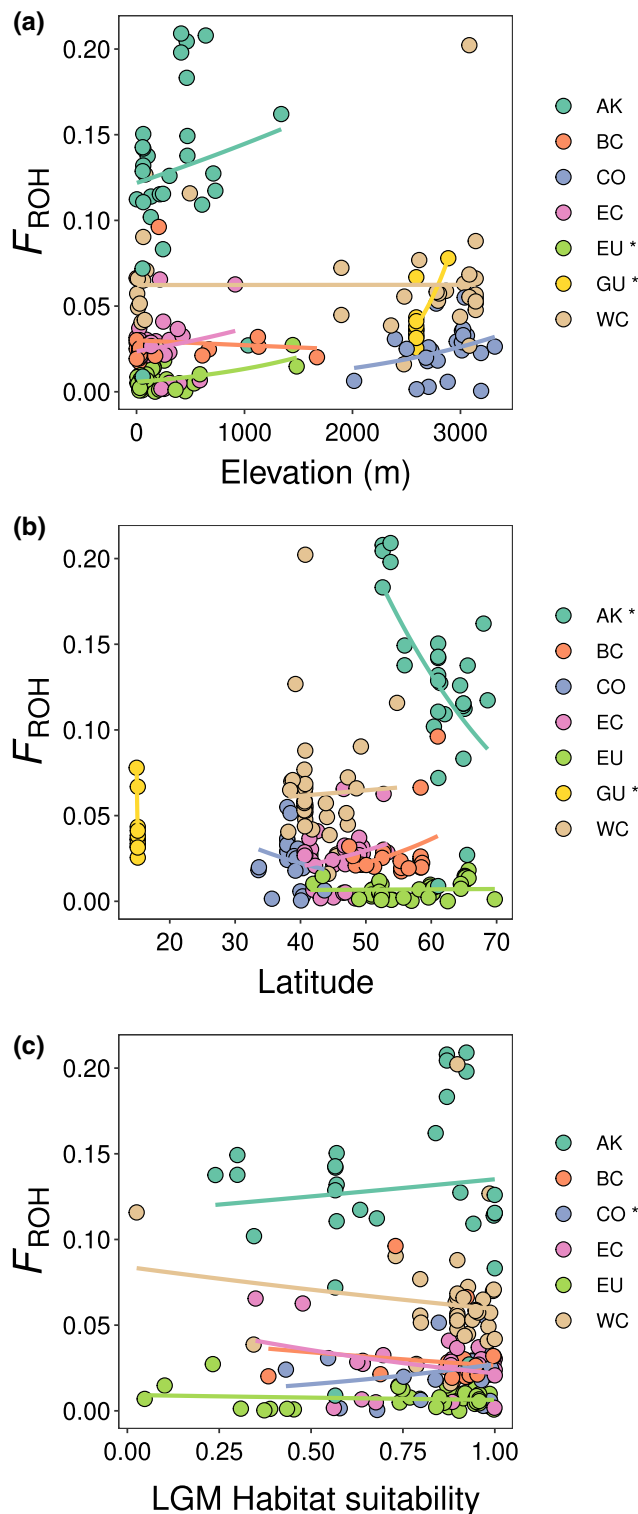 (a)
0.20
0.15
0.10
0.05
0.00
F_ROH
0 1000 2000 3000
Elevation (m)
AK
BC
CO
EC
EU *
GU *
WC
(b)
0.20
0.15
0.10
0.05
0.00
F_ROH
20 30 40 50 60 70
Latitude
AK *
BC
CO
EC
EU
GU *
WC
(c)
0.20
0.15
0.10
0.05
0.00
F_ROH
0.00 0.25 0.50 0.75 1.00
LGM Habitat suitability
AK
BC
CO *
EC
EU
WC